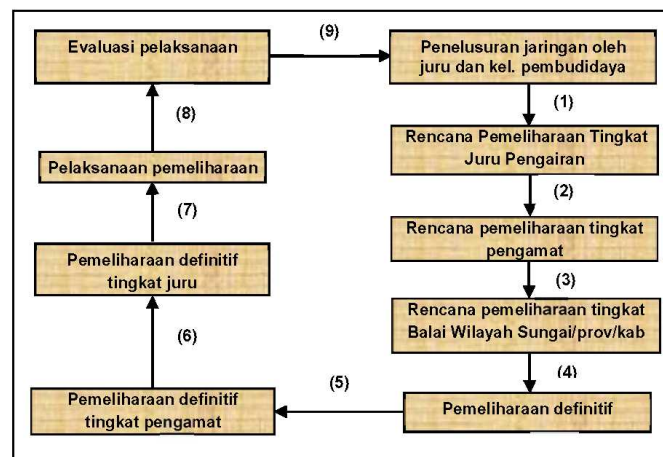 Evaluasi pelaksanaan
(9)
Penelusuran jaringan oleh
juru dan kel. pembudidaya
(1)
Rencana Pemeliharaan Tingkat
Juru Pengairan
(2)
Rencana pemeliharaan tingkat
pengamat
(3)
Rencana pemeliharaan tingkat
Balai Wilayah Sungai/prov/kab
(4)
Pemeliharaan definitif
(5)
Pemeliharaan definitif
tingkat pengamat
(6)
Pemeliharaan definitif
tingkat juru
(7)
Pelaksanaan pemeliharaan
(8)